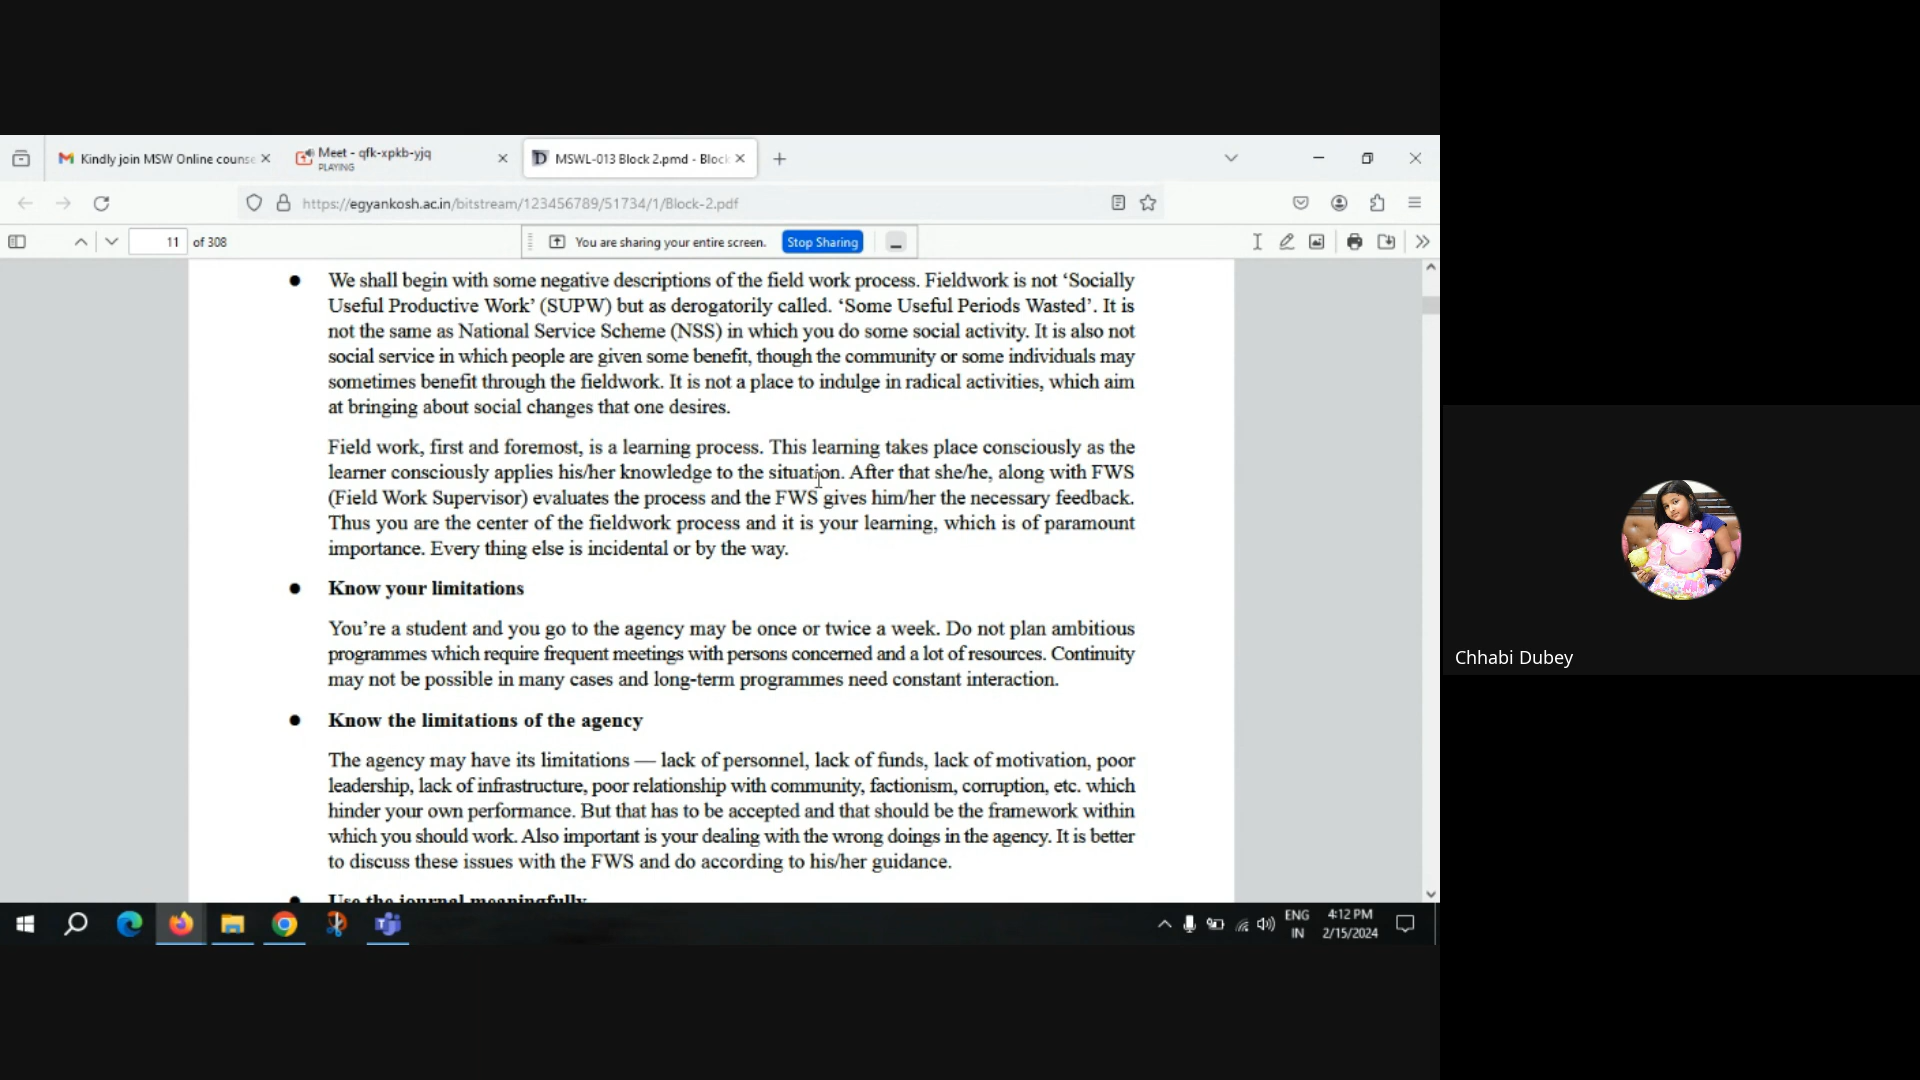 Kindly join MSW Online counse
Meet - qfk-xpkb-yjq
PLAYING
MSWL-013 Block 2.pmd - Bloc
https://egyankosh.ac.in/bitstream/123456789/51734/1/Block-2.pdf
11 of 308
You are sharing your entire screen. Stop Sharing
We shall begin with some negative descriptions of the field work process. Fieldwork is not ‘Socially
Useful Productive Work’ (SUPW) but as derogatorily called. ‘Some Useful Periods Wasted’. It is
not the same as National Service Scheme (NSS) in which you do some social activity. It is also not
social service in which people are given some benefit, though the community or some individuals may
sometimes benefit through the fieldwork. It is not a place to indulge in radical activities, which aim
at bringing about social changes that one desires.
Field work, first and foremost, is a learning process. This learning takes place consciously as the
learner consciously applies his/her knowledge to the situation. After that she/he, along with FWS
(Field Work Supervisor) evaluates the process and the FWS gives him/her the necessary feedback.
Thus you are the center of the fieldwork process and it is your learning, which is of paramount
importance. Every thing else is incidental or by the way.
Know your limitations
You’re a student and you go to the agency may be once or twice a week. Do not plan ambitious
programmes which require frequent meetings with persons concerned and a lot of resources. Continuity
may not be possible in many cases and long-term programmes need constant interaction.
Know the limitations of the agency
The agency may have its limitations — lack of personnel, lack of funds, lack of motivation, poor
leadership, lack of infrastructure, poor relationship with community, factionism, corruption, etc. which
hinder your own performance. But that has to be accepted and that should be the framework within
which you should work. Also important is your dealing with the wrong doings in the agency. It is better
to discuss these issues with the FWS and do according to his/her guidance.
Use the journal meaningfully
Chhabi Dubey
ENG
IN
4:12 PM
2/15/2024